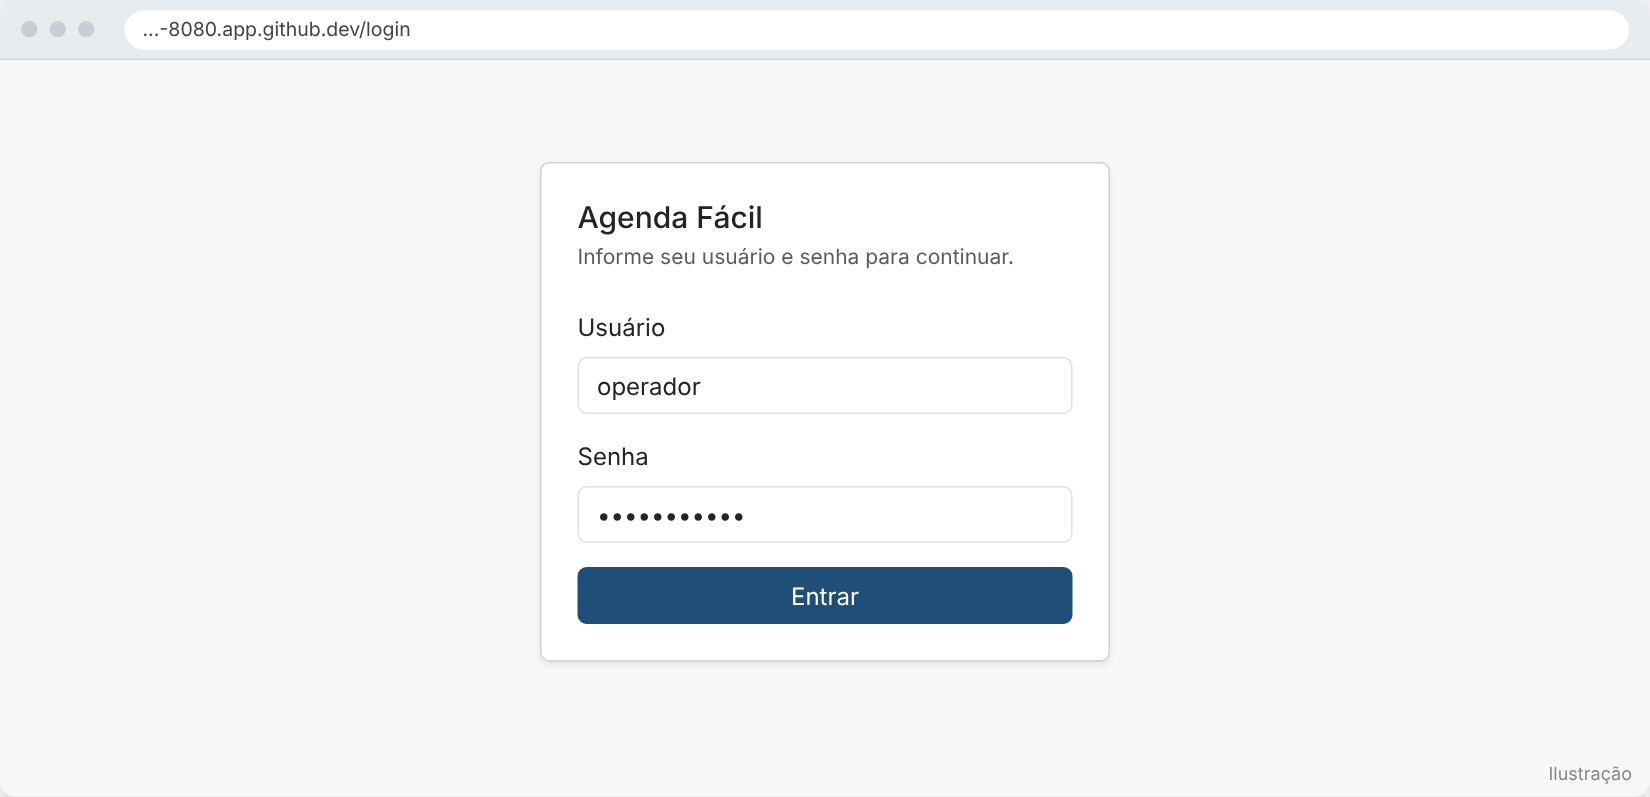 ...-8080.app.github.dev/login
Agenda Fácil
Informe seu usuário e senha para continuar.
Usuário
operador
Senha
•••••••••••
Entrar
Ilustração